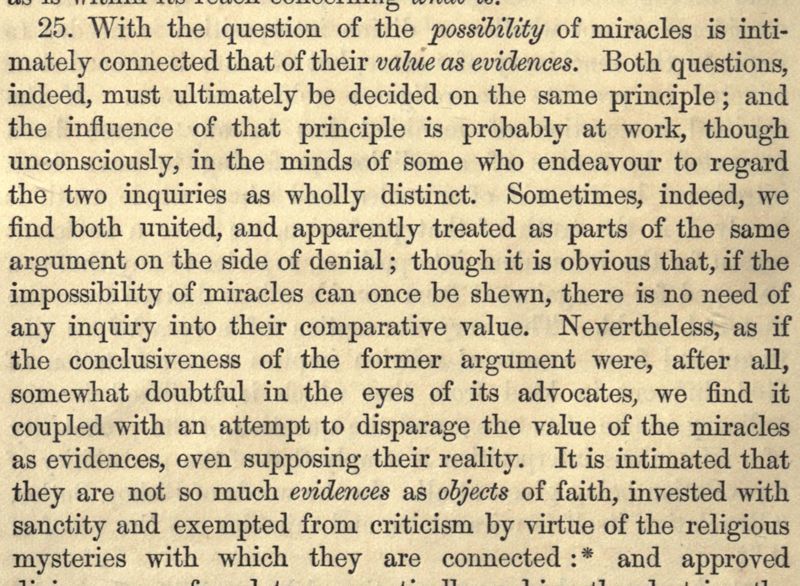 25. With the question of the possibility of miracles is inti-
mately connected that of their value as evidences. Both questions,
indeed, must ultimately be decided on the same principle ; and
the influence of that principle is probably at work, though
unconsciously, in the minds of some who endeavour to regard
the two inquiries as wholly distinct. Sometimes, indeed, we
find both united, and apparently treated as parts of the same
argument on the side of denial ; though it is obvious that, if the
impossibility of miracles can once be shewn, there is no need of
any inquiry into their comparative value. Nevertheless, as if
the conclusiveness of the former argument were, after all,
somewhat doubtful in the eyes of its advocates, we find it
coupled with an attempt to disparage the value of the miracles
as evidences, even supposing their reality. It is intimated that
they are not so much evidences as objects of faith, invested with
sanctity and exempted from criticism by virtue of the religious
mysteries with which they are connected :* and approved